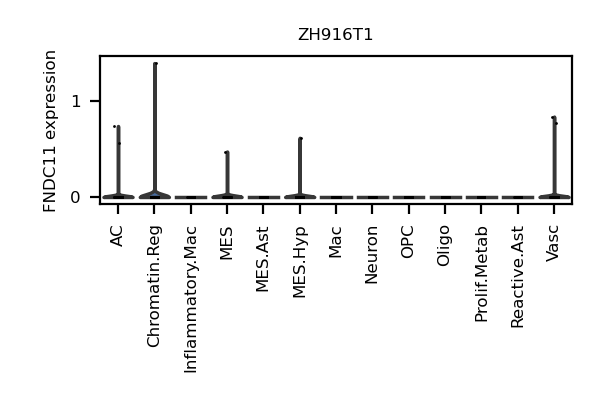 ZH916T1
FNDC11 expression
1
0
AC
Chromatin.Reg
Inflammatory.Mac
MES
MES.Ast
MES.Hyp
Mac
Neuron
OPC
Oligo
Prolif.Metab
Reactive.Ast
Vasc